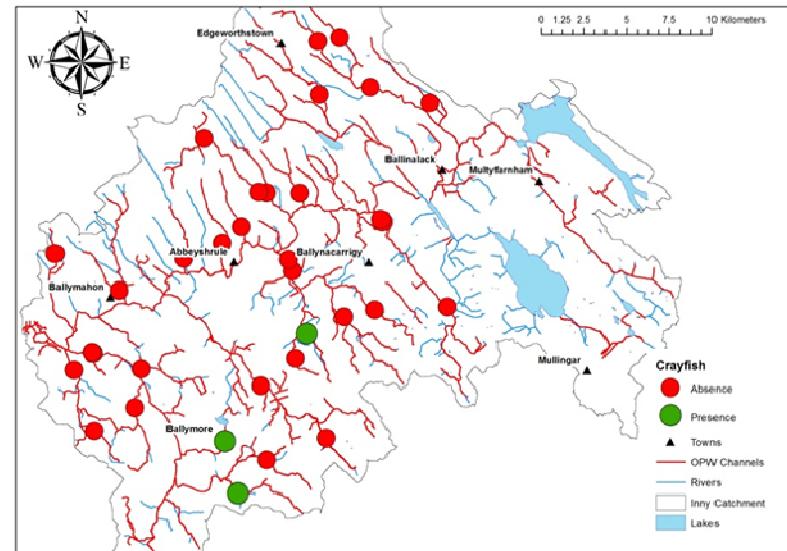 N
W
E
S
0 1.25 2.5 5 7.5 10 Kilometers
Edgeworthstown
Ballinalack
Multyfarnham
Abbeyshrule
Ballynacarrigy
Ballymahon
Mullingar
Ballymore
Crayfish
Absence
Presence
Towns
OPW Channels
Rivers
Inny Catchment
Lakes